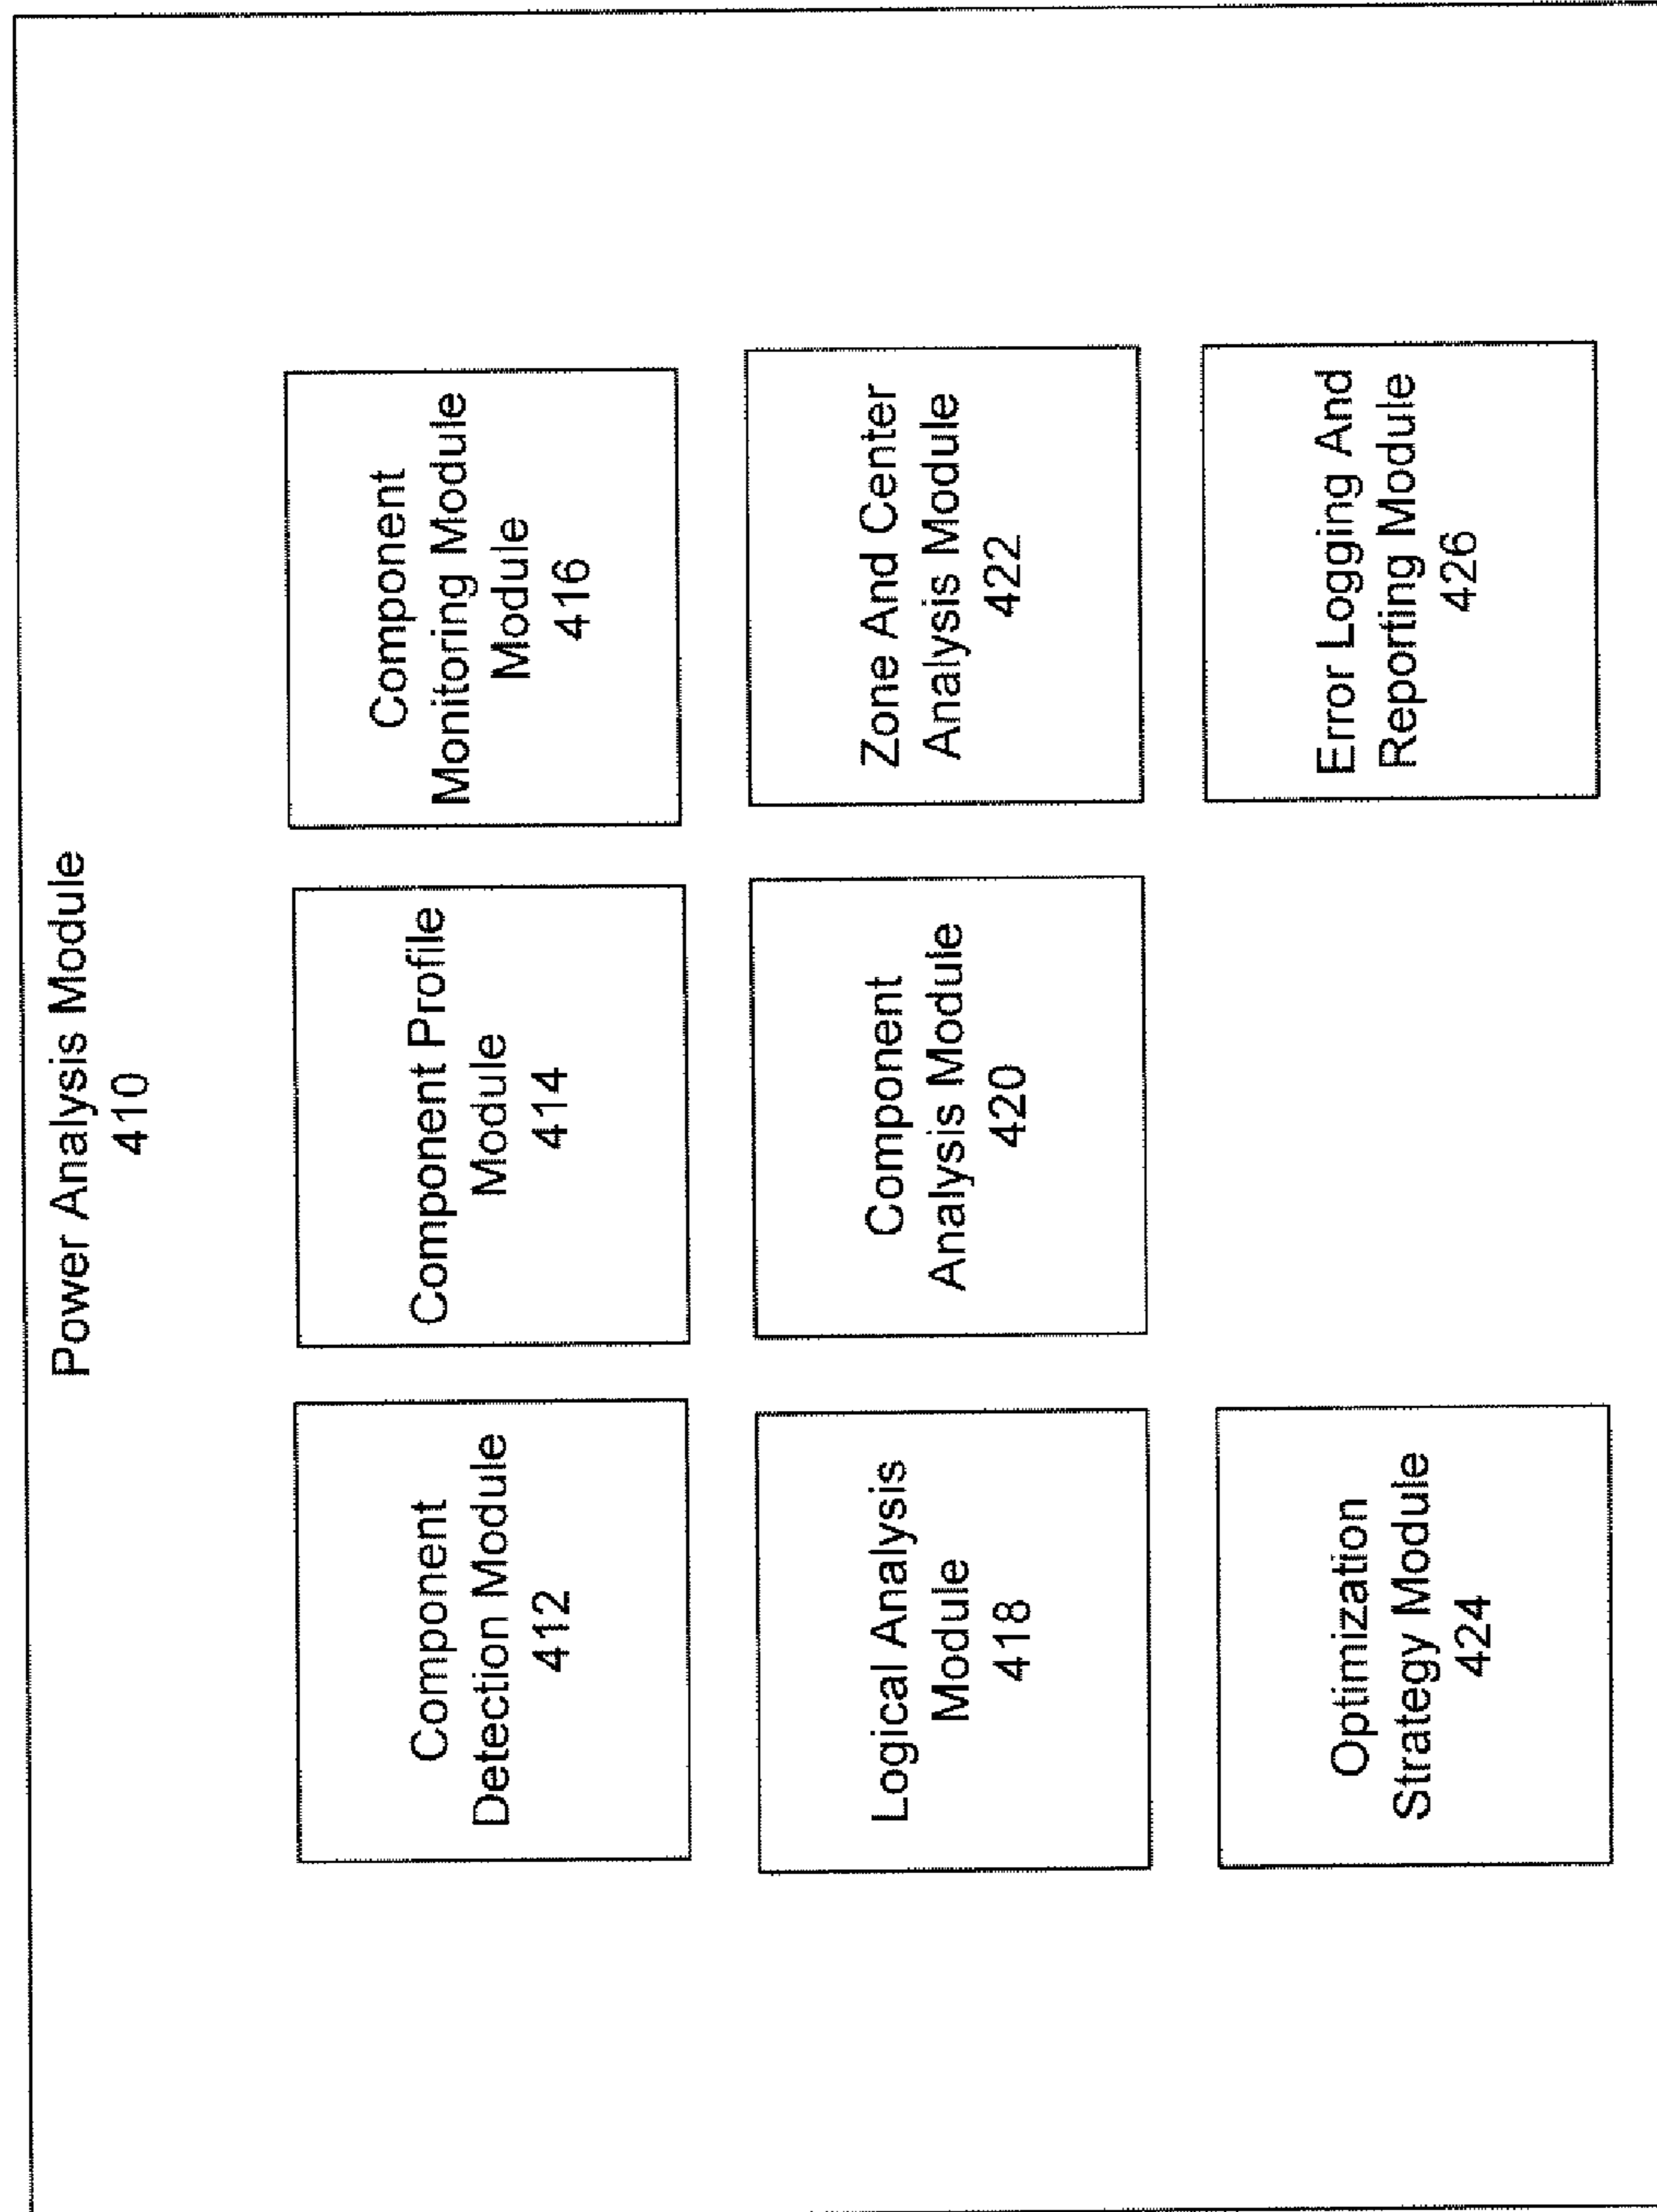 Power Analysis Module
410
Component
Detection Module
412
Component Profile
Module
414
Component
Monitoring Module
Module
416
Logical Analysis
Module
418
Component
Analysis Module
420
Zone And Center
Analysis Module
422
Optimization
Strategy Module
424
Error Logging And
Reporting Module
426